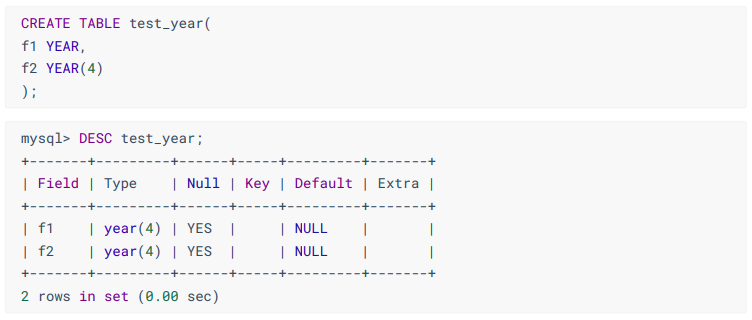 CREATE TABLE test_year(
f1 YEAR,
f2 YEAR(4)
);
mysql> DESC test_year;
+-------+---------+------+-----+---------+-------+
| Field | Type    | Null | Key | Default | Extra |
+-------+---------+------+-----+---------+-------+
| f1    | year(4) | YES  |     | NULL    |       |
| f2    | year(4) | YES  |     | NULL    |       |
+-------+---------+------+-----+---------+-------+
2 rows in set (0.00 sec)